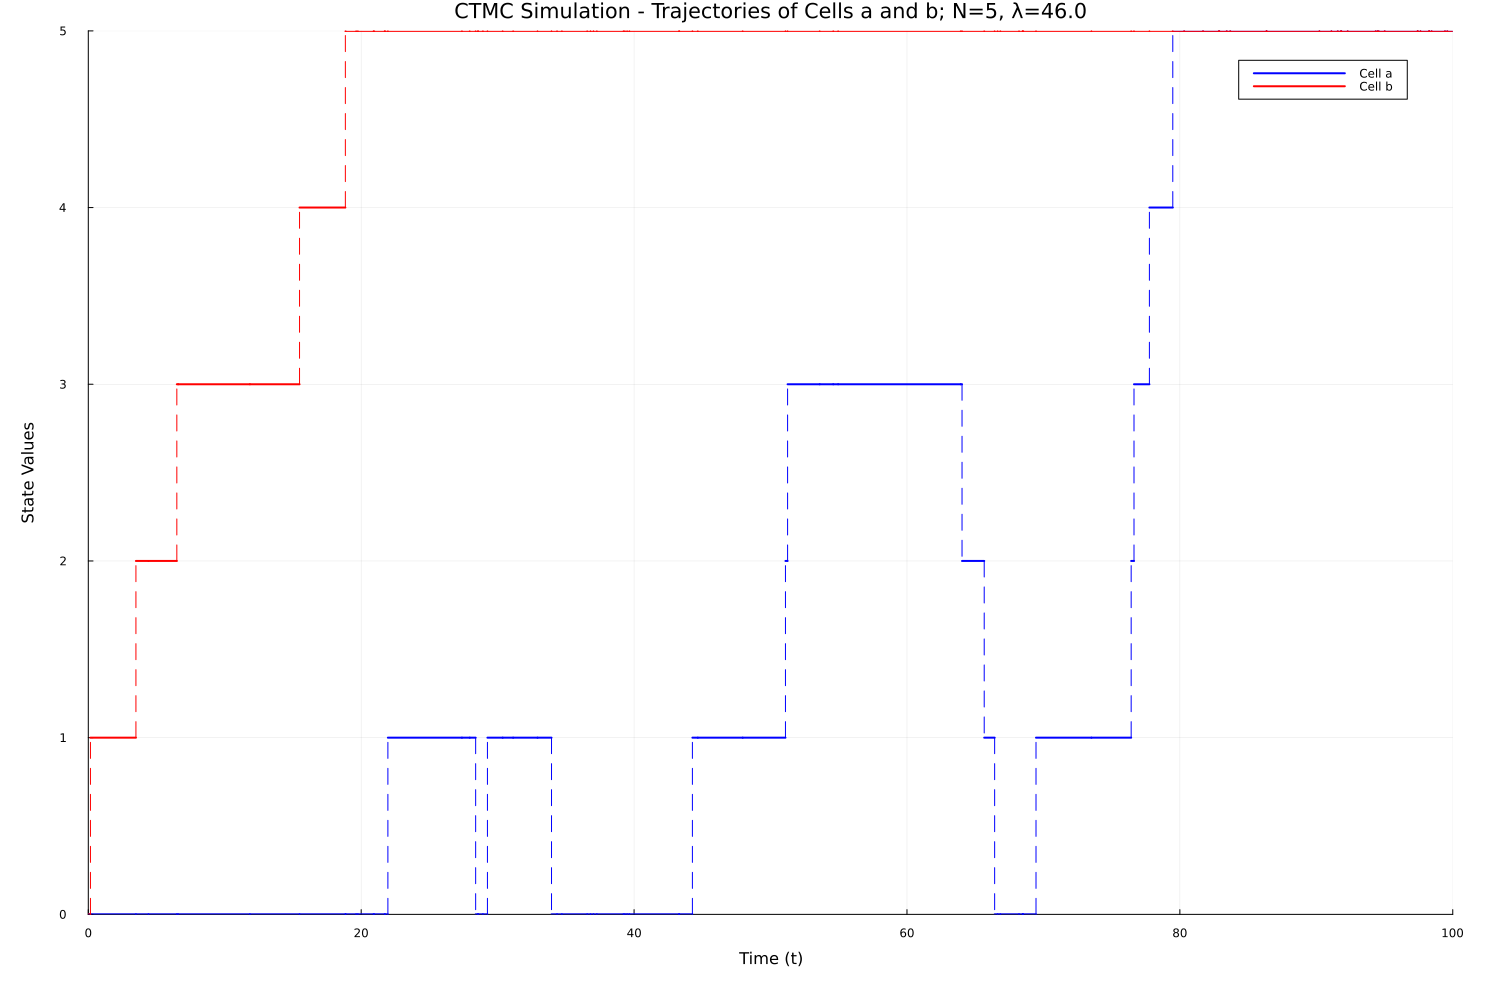 CTMC Simulation - Trajectories of Cells a and b; N=5, λ=46.0
5
Cell a
Cell b
4
3
State Values
2
1
0
0 20 40 60 80 100
Time (t)